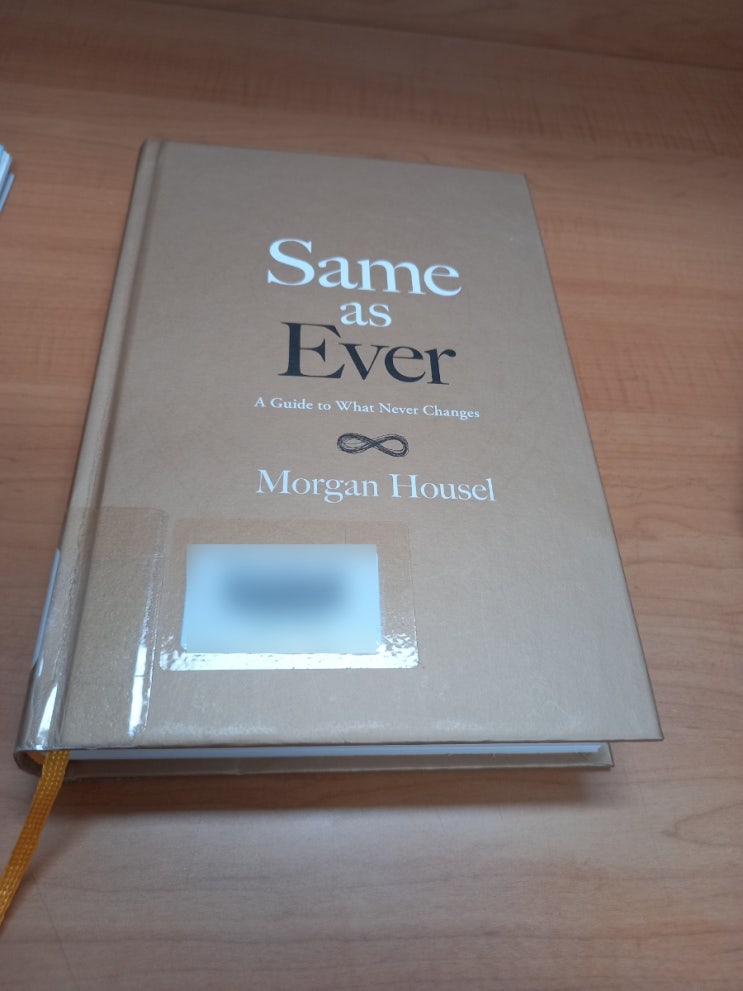 Same
as
Ever
A Guide to What Never Changes
Morgan Housel